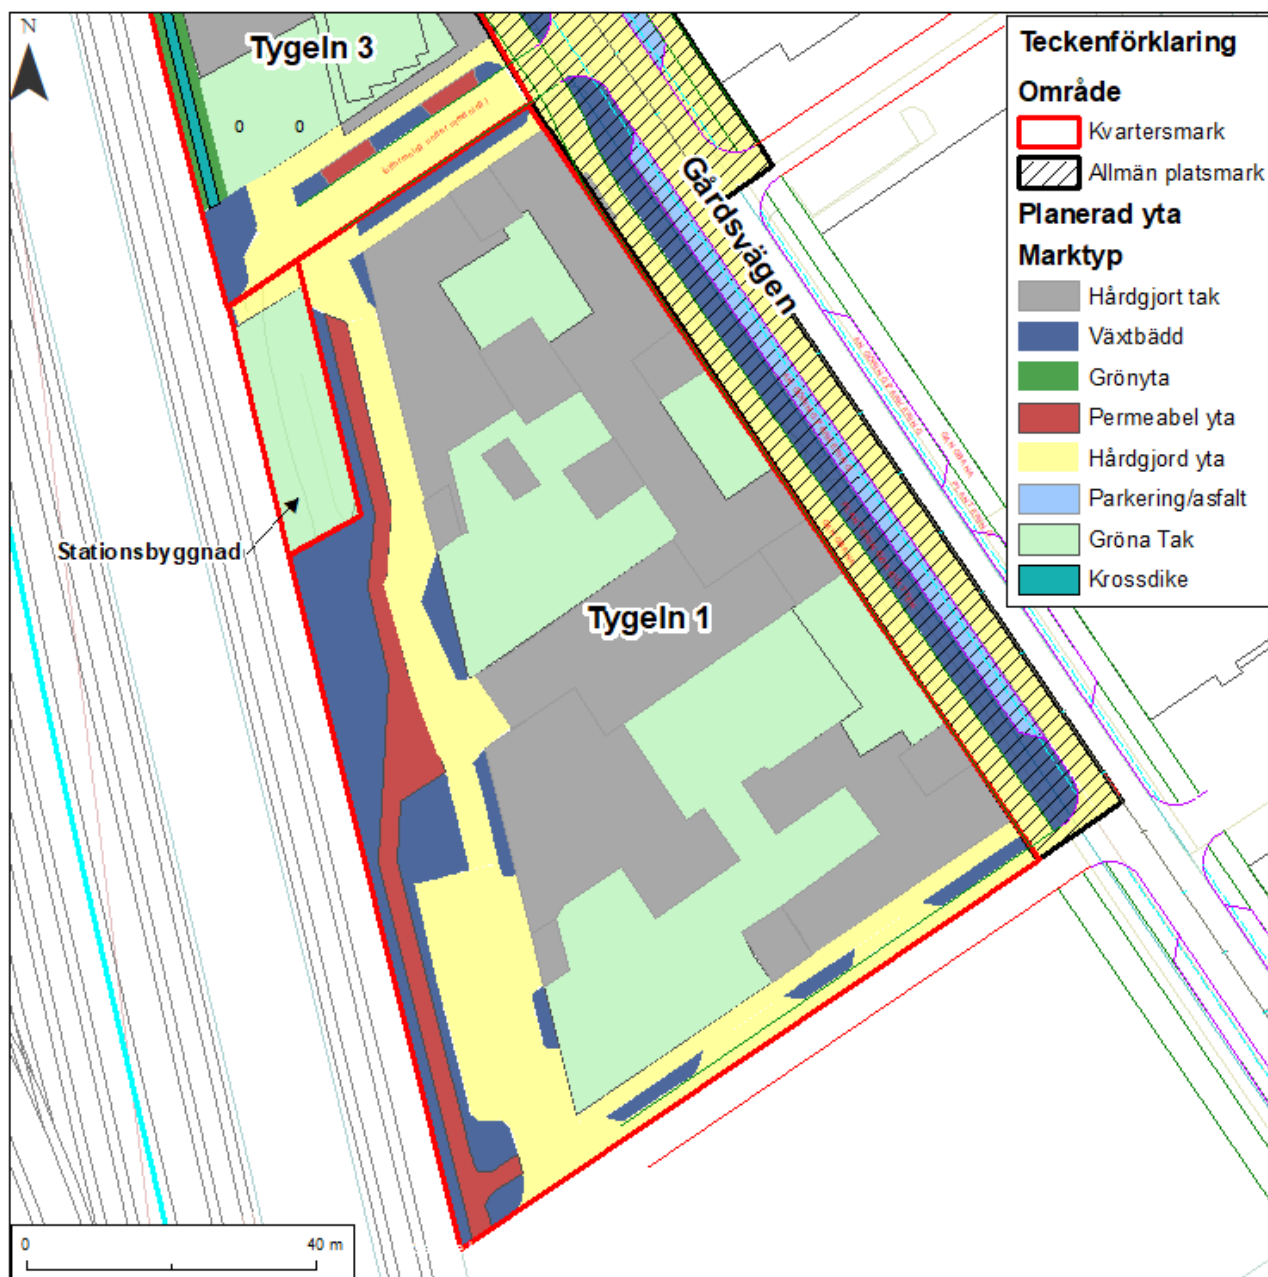 N
Tygeln 3
0 0
Gårdsvägen
Stationsbyggnad
Tygeln 1
0 40 m
Teckenförklaring
Område
Kvartersmark
Allmän platsmark
Planerad yta
Marktyp
Hårdgjort tak
Växtbädd
Grönyta
Permeabel yta
Hårdgjord yta
Parkering/asfalt
Gröna Tak
Krossdike